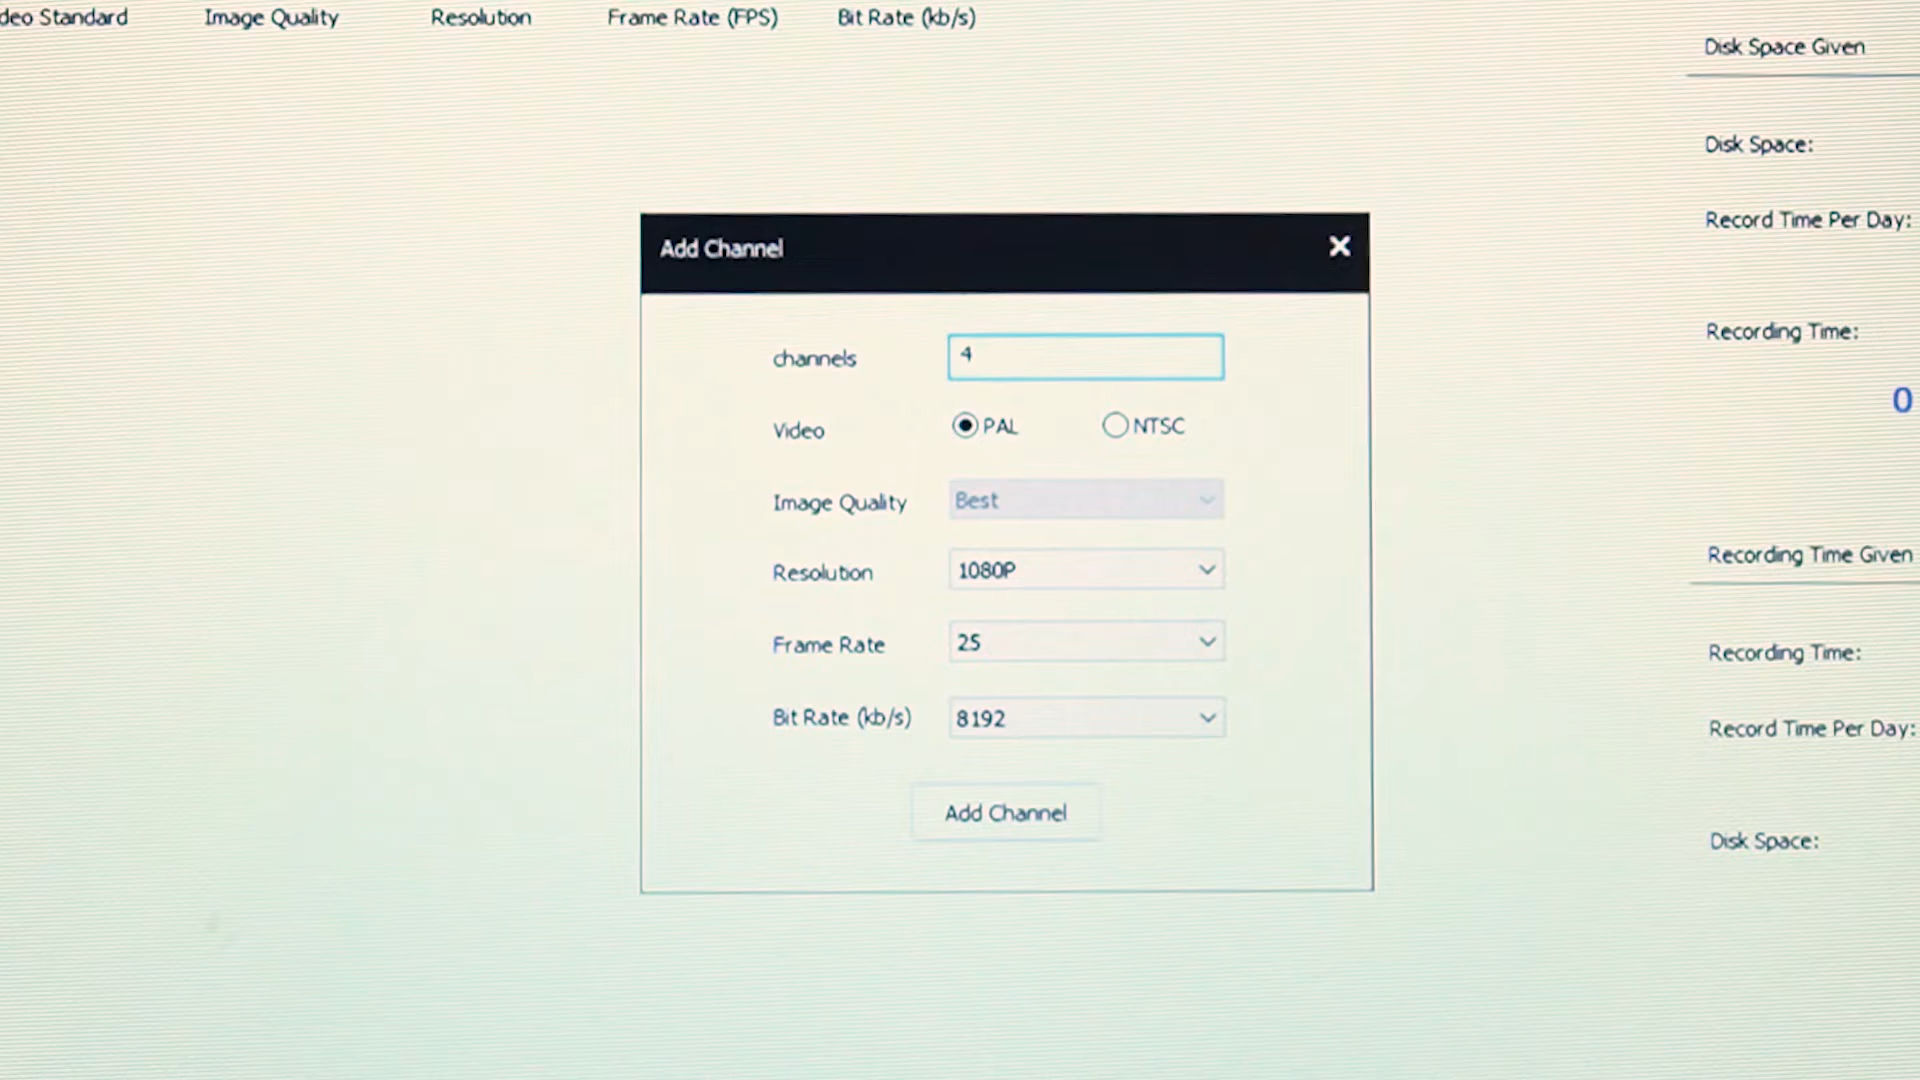 deo Standard Image Quality Resolution Frame Rate (FPS) Bit Rate (kb/s)
Disk Space Given
Disk Space:
Record Time Per Day:
Recording Time:
0
Recording Time Given
Recording Time:
Record Time Per Day:
Disk Space:
Add Channel
channels 4
Video PAL NTSC
Image Quality Best
Resolution 1080P
Frame Rate 25
Bit Rate (kb/s) 8192
Add Channel